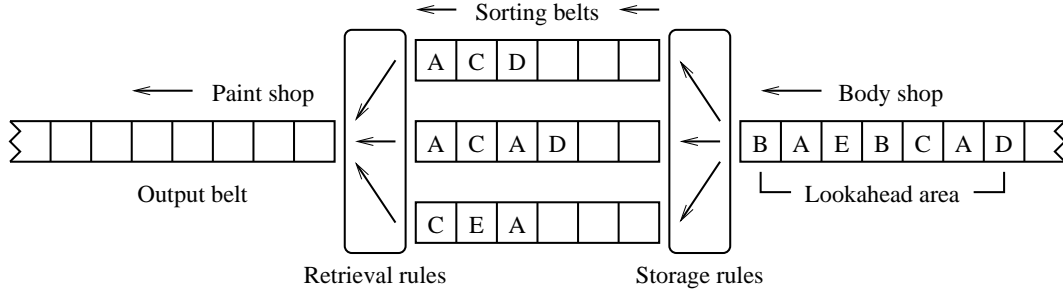 Sorting belts
A C D
Paint shop
Body shop
A C A D
B A E B C A D
Output belt
Lookahead area
C E A
Retrieval rules
Storage rules